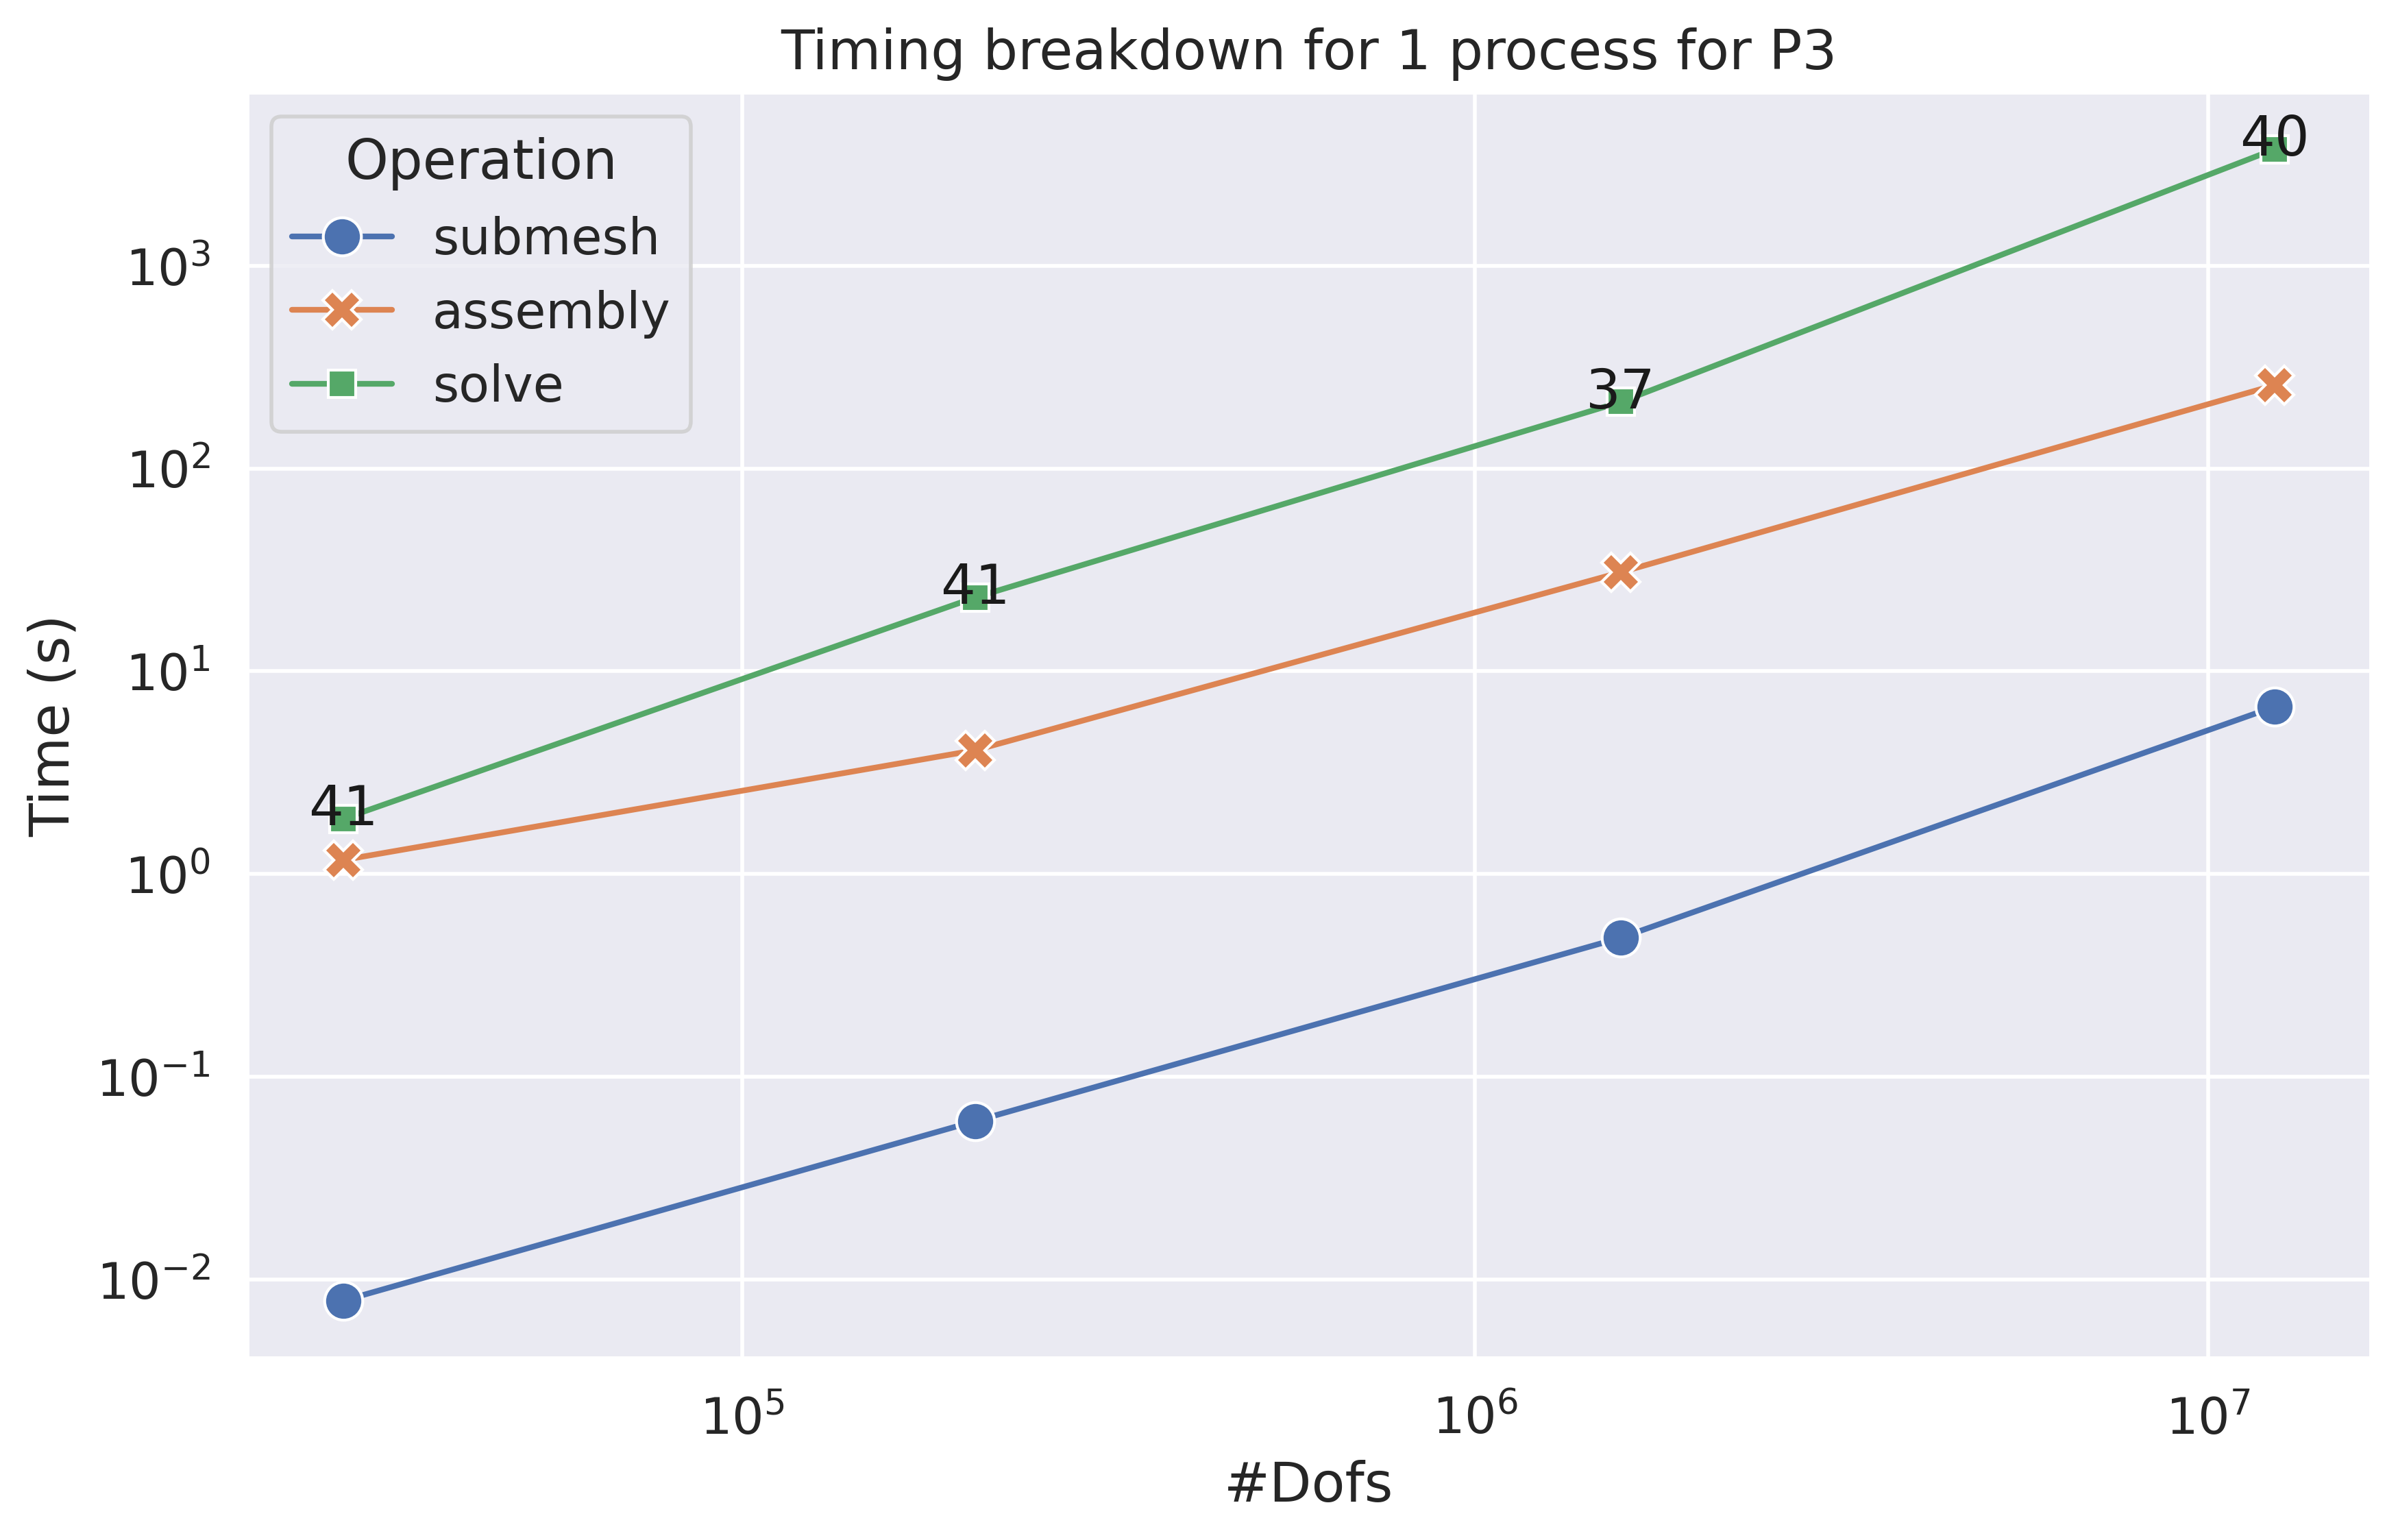 Timing breakdown for 1 process for P3
Operation
submesh
assembly
solve
40
37
41
41
10³
10²
10¹
10⁰
10⁻¹
10⁻²
Time (s)
10⁵ 10⁶ 10⁷
#Dofs